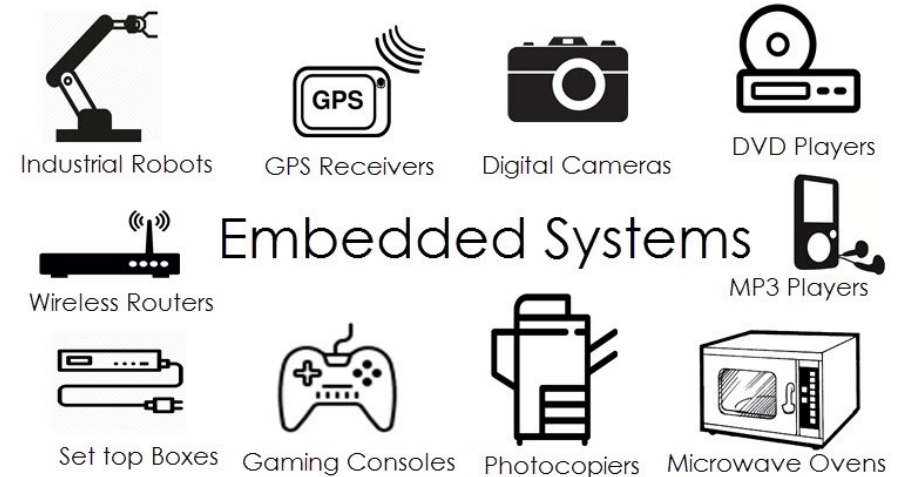 GPS
Industrial Robots
GPS Receivers
Digital Cameras
DVD Players
Embedded Systems
Wireless Routers
MP3 Players
Set top Boxes
Gaming Consoles
Photocopiers
Microwave Ovens